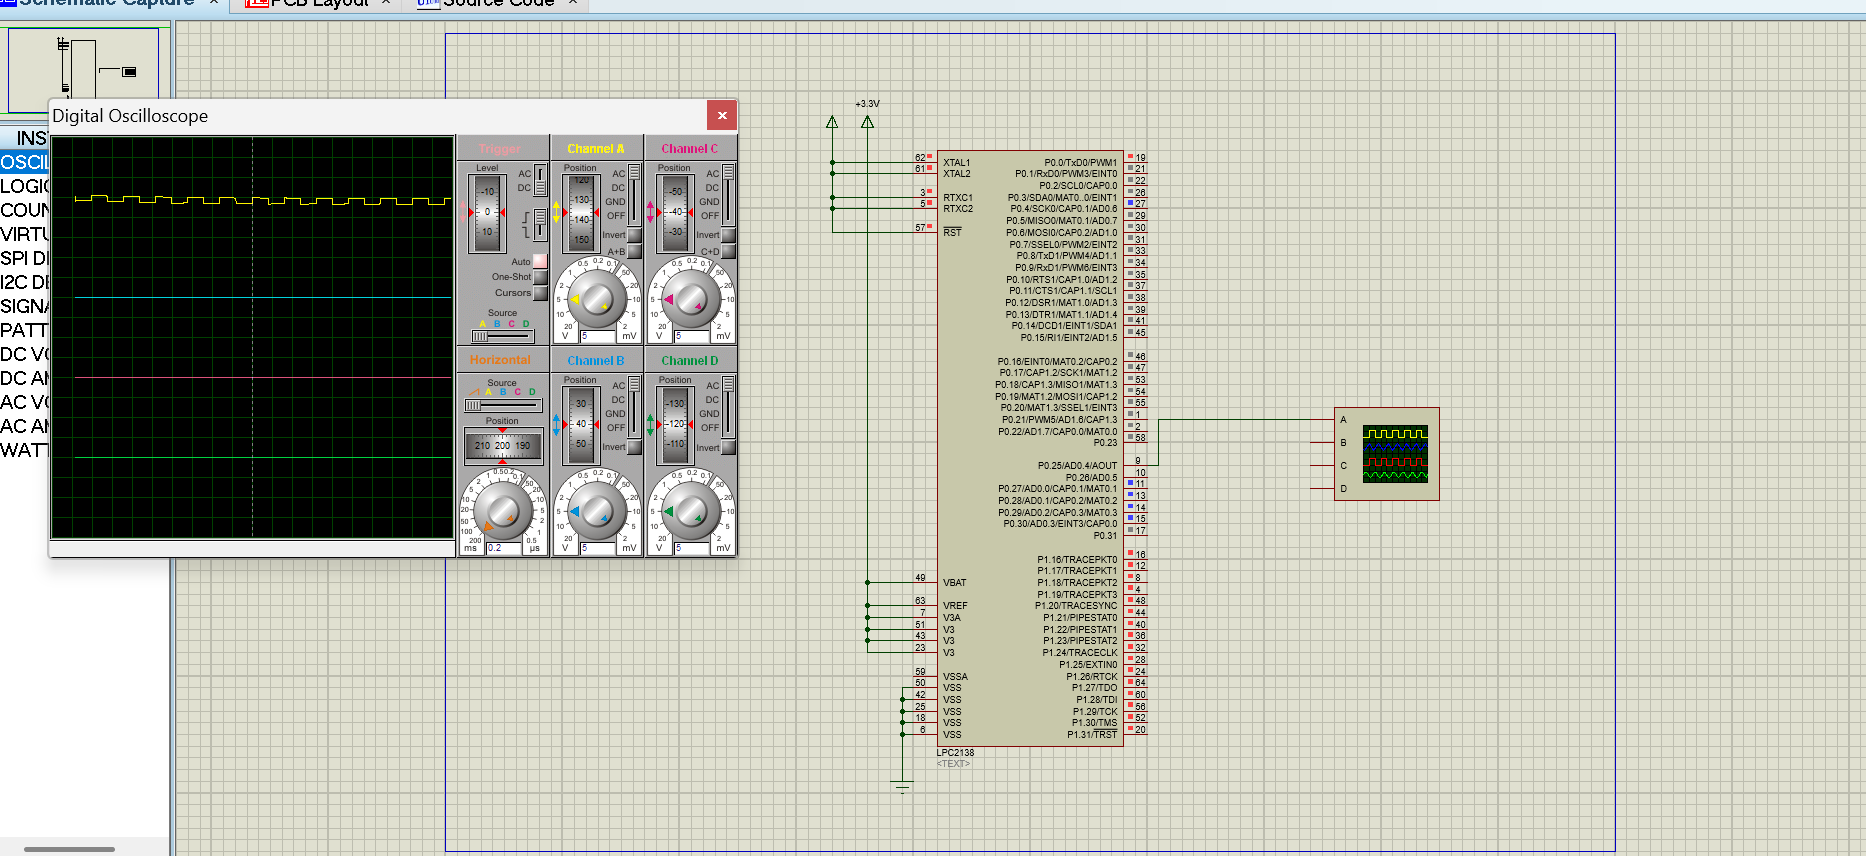 Schematic Capture × PCB Layout × Source Code ×
Digital Oscilloscope ×
INS
OSCIL
LOGIC
COUN
VIRTU
SPI DE
I2C DE
SIGNA
PATT
DC VO
DC AM
AC VO
AC AM
WATT
Trigger
Level
AC
DC
-10
0
10
Auto
One-Shot
Cursors
Source
A B C D
Channel A
Position
120
130
140
150
AC
DC
GND
OFF
Invert
A+B
V 5 mV
Channel C
Position
-50
-40
-30
AC
DC
GND
OFF
Invert
C+D
V 5 mV
Horizontal
Source
A B C D
Position
210 200 190
ms 0.2 µs
Channel B
Position
30
40
50
AC
DC
GND
OFF
Invert
V 5 mV
Channel D
Position
-130
-120
-110
AC
DC
GND
OFF
Invert
V 5 mV
+3.3V
62 XTAL1
61 XTAL2
3 RTXC1
5 RTXC2
57 RST
49 VBAT
63 VREF
7 V3A
51 V3
43 V3
23 V3
59 VSSA
50 VSS
42 VSS
25 VSS
18 VSS
6 VSS
P0.0/TxD0/PWM1 19
P0.1/RxD0/PWM3/EINT0 21
P0.2/SCL0/CAP0.0 22
P0.3/SDA0/MAT0..0/EINT1 26
P0.4/SCK0/CAP0.1/AD0.6 27
P0.5/MISO0/MAT0.1/AD0.7 29
P0.6/MOSI0/CAP0.2/AD1.0 30
P0.7/SSEL0/PWM2/EINT2 31
P0.8/TxD1/PWM4/AD1.1 33
P0.9/RxD1/PWM6/EINT3 34
P0.10/RTS1/CAP1.0/AD1.2 35
P0.11/CTS1/CAP1.1/SCL1 37
P0.12/DSR1/MAT1.0/AD1.3 38
P0.13/DTR1/MAT1.1/AD1.4 39
P0.14/DCD1/EINT1/SDA1 41
P0.15/RI1/EINT2/AD1.5 45
P0.16/EINT0/MAT0.2/CAP0.2 46
P0.17/CAP1.2/SCK1/MAT1.2 47
P0.18/CAP1.3/MISO1/MAT1.3 53
P0.19/MAT1.2/MOSI1/CAP1.2 54
P0.20/MAT1.3/SSEL1/EINT3 55
P0.21/PWM5/AD1.6/CAP1.3 1
P0.22/AD1.7/CAP0.0/MAT0.0 2
P0.23 58
P0.25/AD0.4/AOUT 9
P0.26/AD0.5 10
P0.27/AD0.0/CAP0.1/MAT0.1 11
P0.28/AD0.1/CAP0.2/MAT0.2 13
P0.29/AD0.2/CAP0.3/MAT0.3 14
P0.30/AD0.3/EINT3/CAP0.0 15
P0.31 17
P1.16/TRACEPKT0 16
P1.17/TRACEPKT1 12
P1.18/TRACEPKT2 8
P1.19/TRACEPKT3 4
P1.20/TRACESYNC 48
P1.21/PIPESTAT0 44
P1.22/PIPESTAT1 40
P1.23/PIPESTAT2 36
P1.24/TRACECLK 32
P1.25/EXTIN0 28
P1.26/RTCK 24
P1.27/TDO 64
P1.28/TDI 60
P1.29/TCK 56
P1.30/TMS 52
P1.31/TRST 20
LPC2138
<TEXT>
A
B
C
D